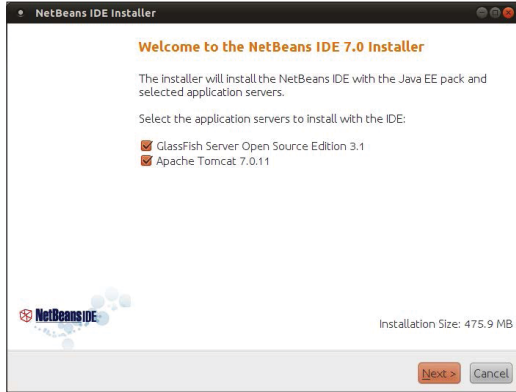 NetBeans IDE Installer
Welcome to the NetBeans IDE 7.0 Installer
The installer will install the NetBeans IDE with the Java EE pack and
selected application servers.
Select the application servers to install with the IDE:
GlassFish Server Open Source Edition 3.1
Apache Tomcat 7.0.11
NetBeans IDE
Installation Size: 475.9 MB
Next >
Cancel